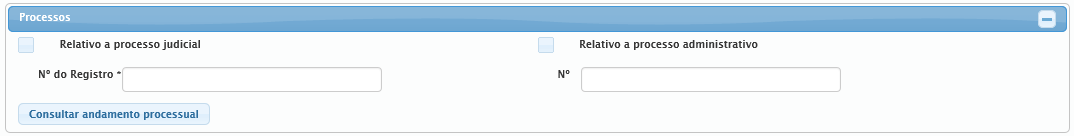 Processos
Relativo a processo judicial Relativo a processo administrativo
Nº do Registro * Nº
Consultar andamento processual